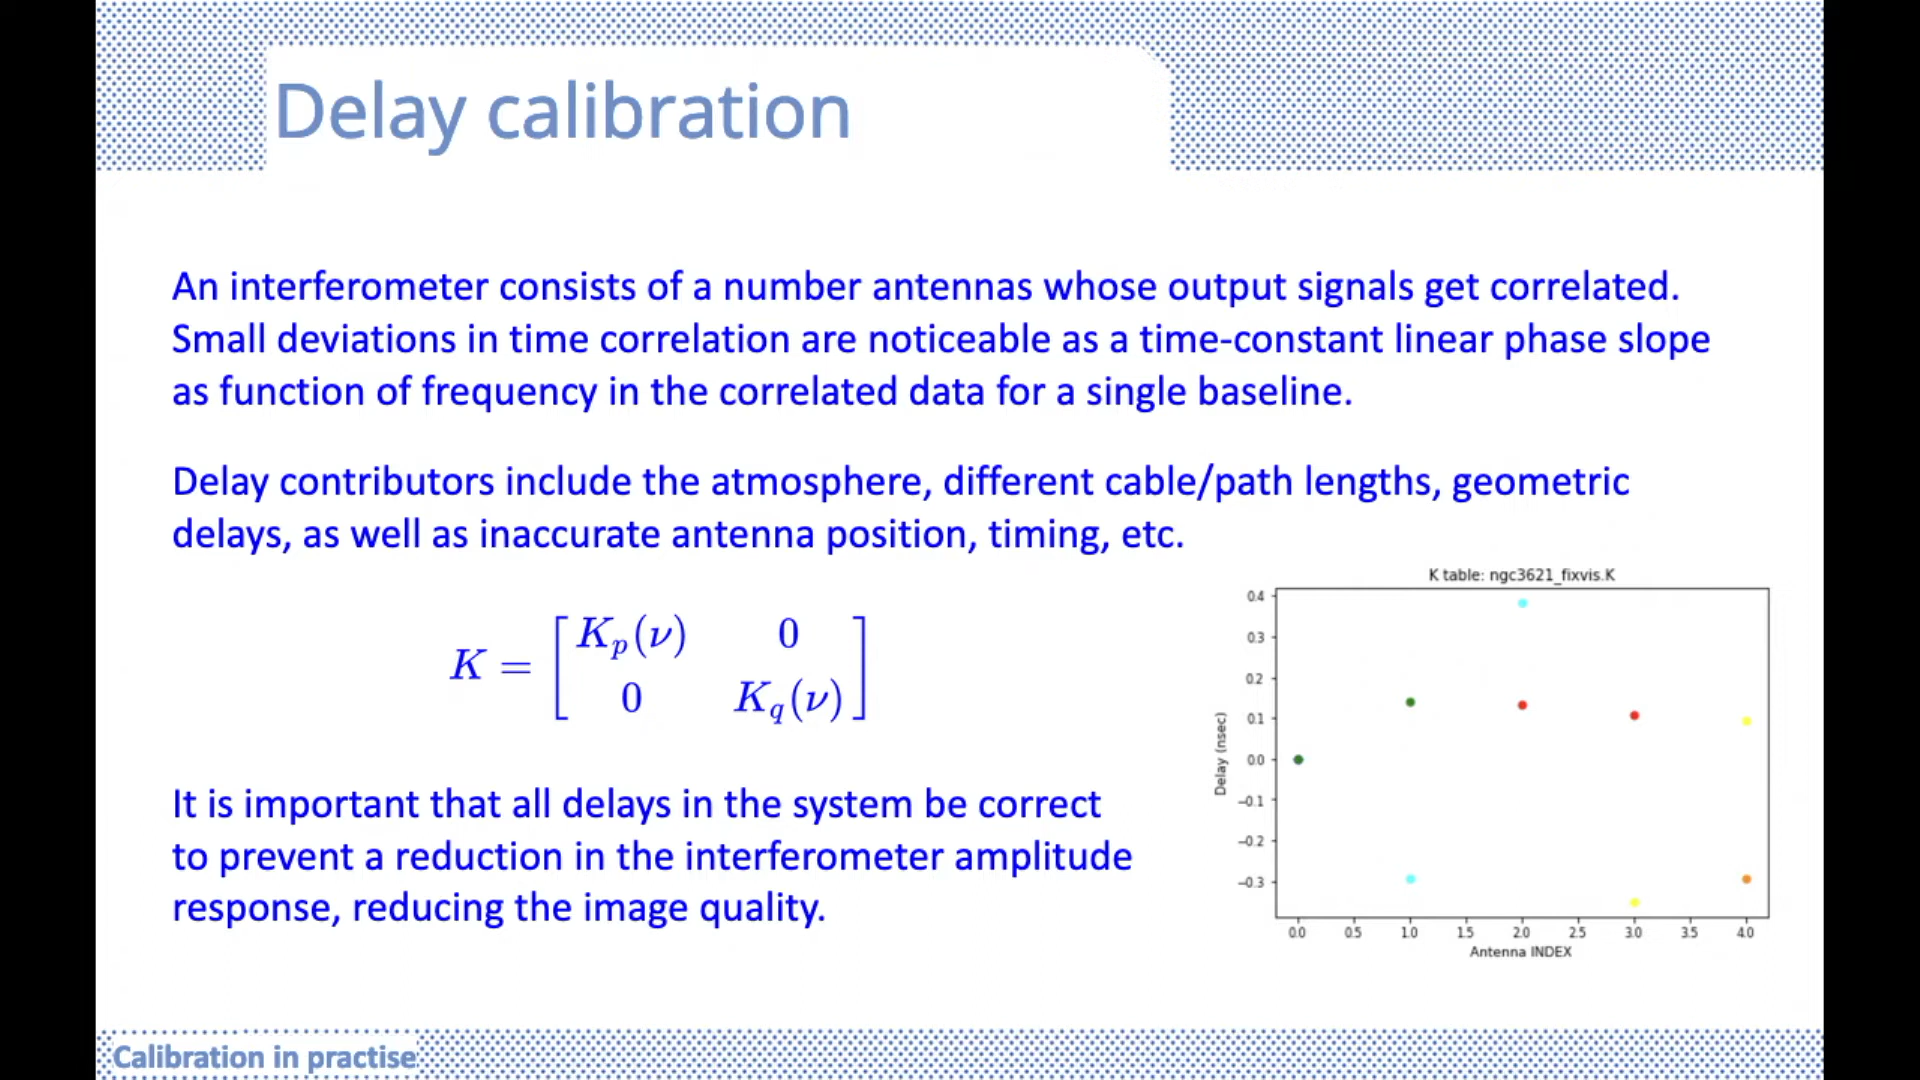 Delay calibration
An interferometer consists of a number antennas whose output signals get correlated.
Small deviations in time correlation are noticeable as a time-constant linear phase slope
as function of frequency in the correlated data for a single baseline.
Delay contributors include the atmosphere, different cable/path lengths, geometric
delays, as well as inaccurate antenna position, timing, etc.
K = [ K_p(ν) 0
0 K_q(ν) ]
It is important that all delays in the system be correct
to prevent a reduction in the interferometer amplitude
response, reducing the image quality.
K table: ngc3621_fixvis.K
Delay (nsec)
0.4
0.3
0.2
0.1
0.0
−0.1
−0.2
−0.3
0.0 0.5 1.0 1.5 2.0 2.5 3.0 3.5 4.0
Antenna INDEX
Calibration in practise